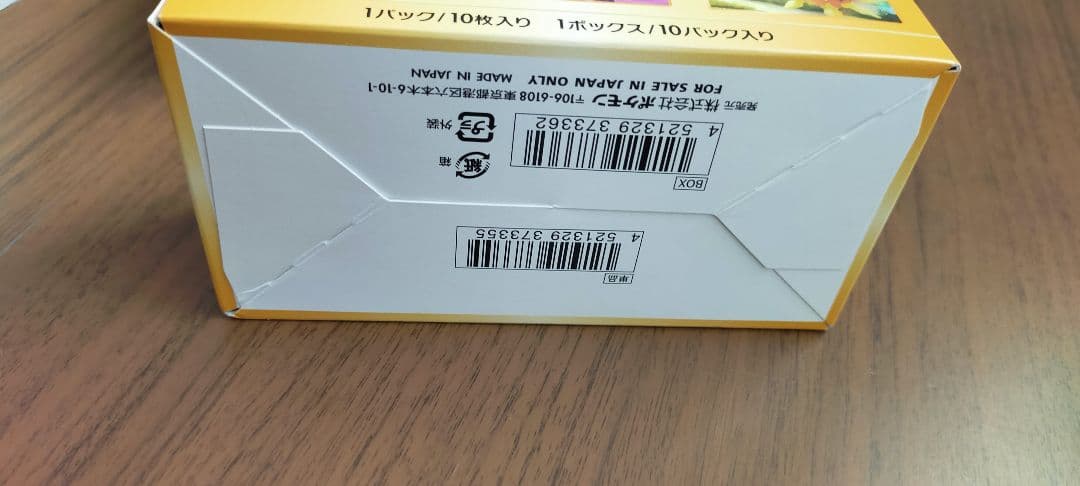 1パック/10枚入り 1ボックス/10パック入り
単品
4 521329 373355
BOX
4 521329 373362
紙
箱
プラ
外装
発売元 株式会社ポケモン 〒106-6108 東京都港区六本木6-10-1
FOR SALE IN JAPAN ONLY MADE IN JAPAN